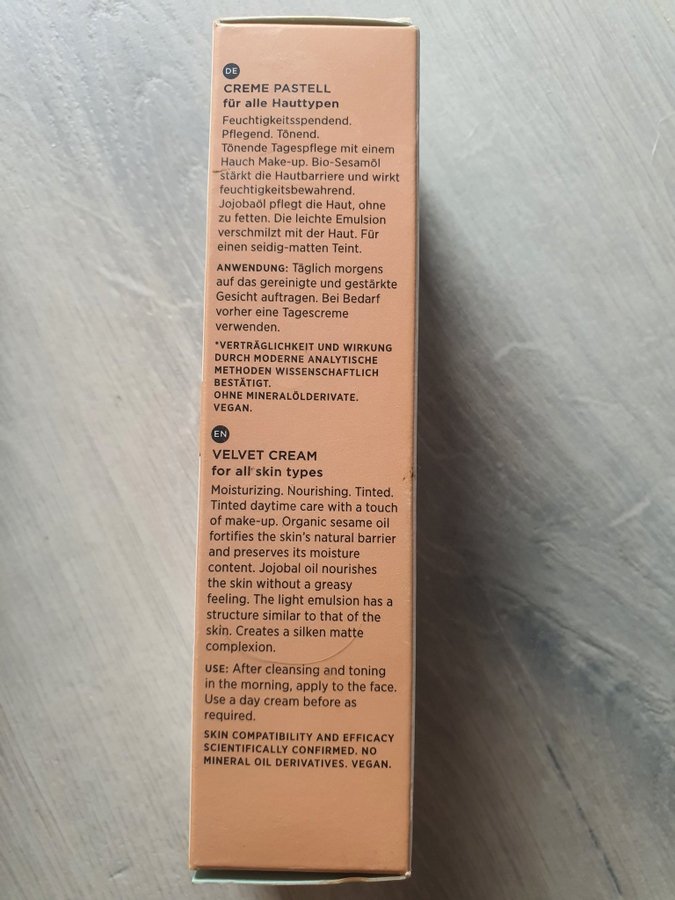 DE
CREME PASTELL
für alle Hauttypen
Feuchtigkeitsspendend.
Pflegend. Tönend.
Tönende Tagespflege mit einem
Hauch Make-up. Bio-Sesamöl
stärkt die Hautbarriere und wirkt
feuchtigkeitsbewahrend.
Jojobaöl pflegt die Haut, ohne
zu fetten. Die leichte Emulsion
verschmilzt mit der Haut. Für
einen seidig-matten Teint.
ANWENDUNG: Täglich morgens
auf das gereinigte und gestärkte
Gesicht auftragen. Bei Bedarf
vorher eine Tagescreme
verwenden.
*VERTRÄGLICHKEIT UND WIRKUNG
DURCH MODERNE ANALYTISCHE
METHODEN WISSENSCHAFTLICH
BESTÄTIGT.
OHNE MINERALÖLDERIVATE.
VEGAN.
EN
VELVET CREAM
for all skin types
Moisturizing. Nourishing. Tinted.
Tinted daytime care with a touch
of make-up. Organic sesame oil
fortifies the skin's natural barrier
and preserves its moisture
content. Jojobal oil nourishes
the skin without a greasy
feeling. The light emulsion has a
structure similar to that of the
skin. Creates a silken matte
complexion.
USE: After cleansing and toning
in the morning, apply to the face.
Use a day cream before as
required.
SKIN COMPATIBILITY AND EFFICACY
SCIENTIFICALLY CONFIRMED. NO
MINERAL OIL DERIVATIVES. VEGAN.